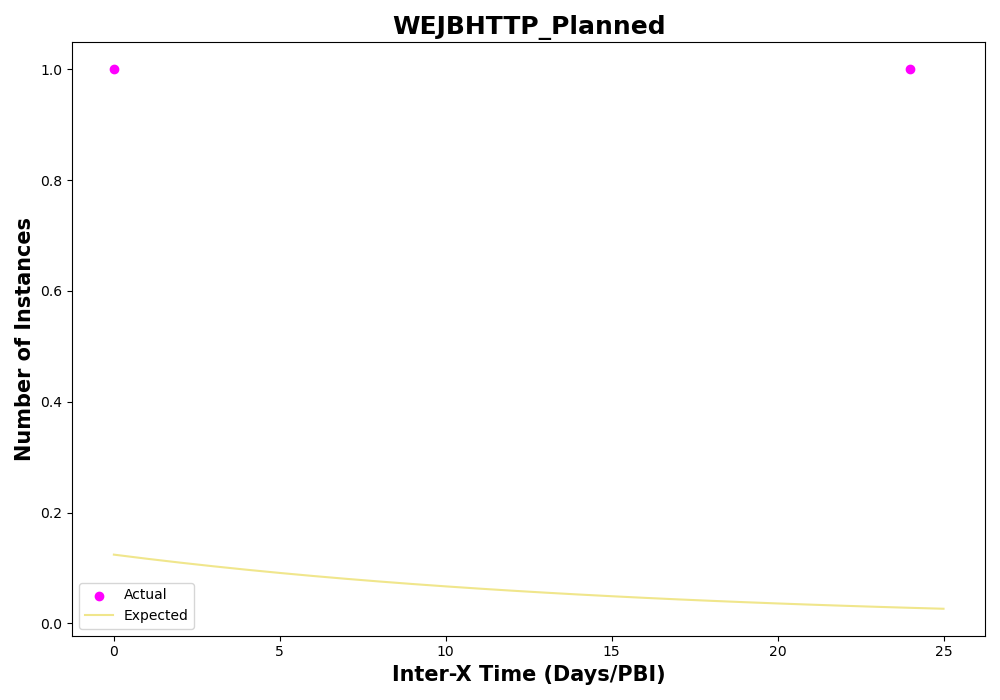 WEJBHTTP_Planned
Number of Instances
1.0
0.8
0.6
0.4
0.2
0.0
Actual
Expected
0 5 10 15 20 25
Inter-X Time (Days/PBI)